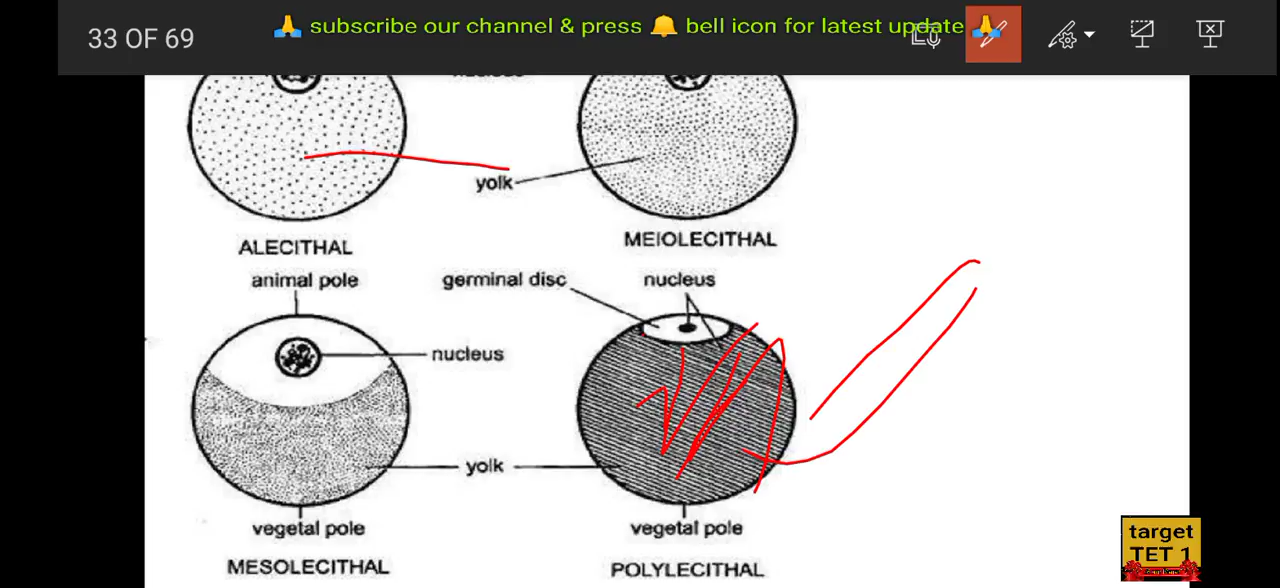 🙏 subscribe our channel & press 🔔 bell icon for latest update 🙏
33 OF 69
yolk
ALECITHAL
MEIOLECITHAL
animal pole
germinal disc
nucleus
nucleus
yolk
vegetal pole
vegetal pole
MESOLECITHAL
POLYLECITHAL
target
TET 1